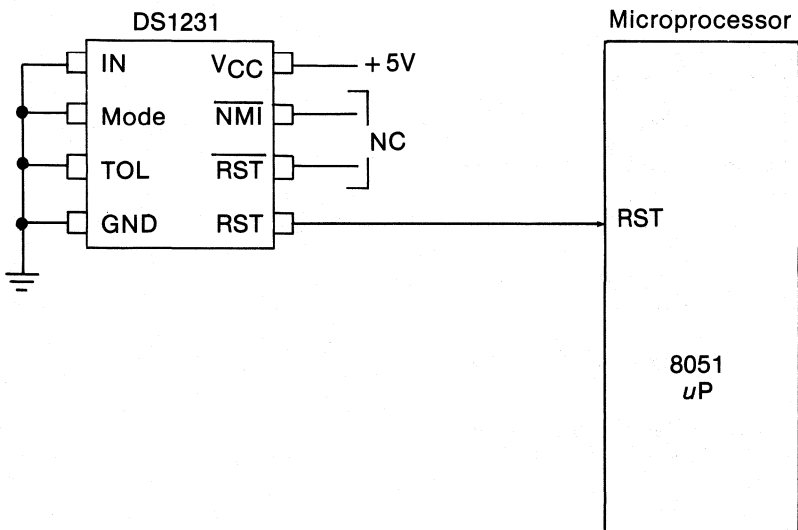 DS1231
Microprocessor
IN
VCC
+5V
Mode
NMI
NC
TOL
RST
GND
RST
RST
8051
uP